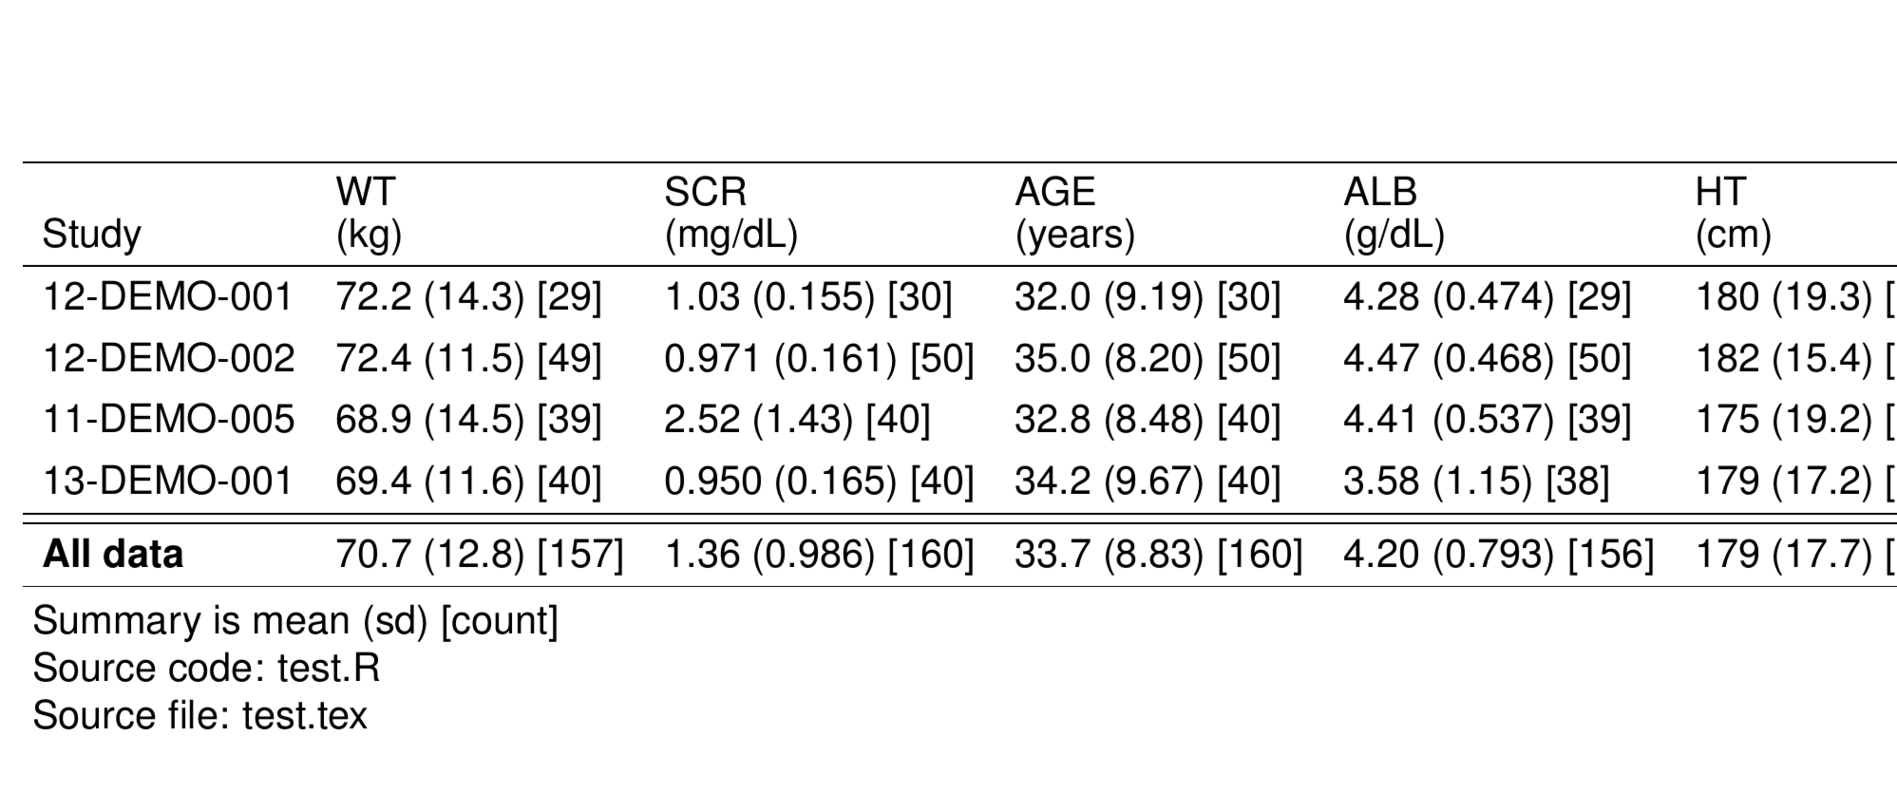 WT SCR AGE ALB HT
Study (kg) (mg/dL) (years) (g/dL) (cm)
12-DEMO-001 72.2 (14.3) [29] 1.03 (0.155) [30] 32.0 (9.19) [30] 4.28 (0.474) [29] 180 (19.3) [
12-DEMO-002 72.4 (11.5) [49] 0.971 (0.161) [50] 35.0 (8.20) [50] 4.47 (0.468) [50] 182 (15.4) [
11-DEMO-005 68.9 (14.5) [39] 2.52 (1.43) [40] 32.8 (8.48) [40] 4.41 (0.537) [39] 175 (19.2) [
13-DEMO-001 69.4 (11.6) [40] 0.950 (0.165) [40] 34.2 (9.67) [40] 3.58 (1.15) [38] 179 (17.2) [
All data 70.7 (12.8) [157] 1.36 (0.986) [160] 33.7 (8.83) [160] 4.20 (0.793) [156] 179 (17.7) [
Summary is mean (sd) [count]
Source code: test.R
Source file: test.tex